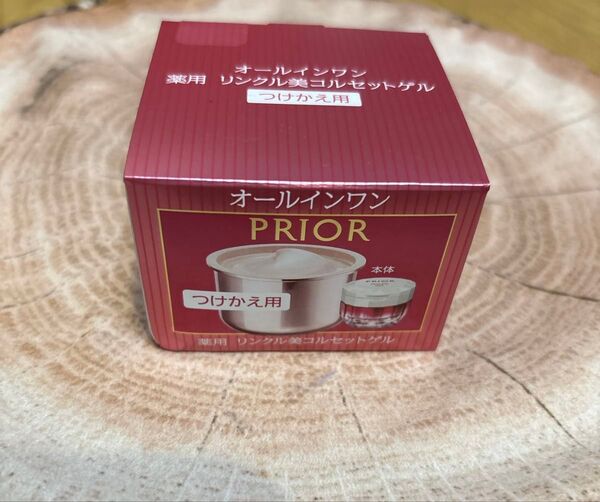 オールインワン
薬用 リンクル美コルセットゲル
つけかえ用
オールインワン
PRIOR
本体
PRIOR
つけかえ用
薬用 リンクル美コルセットゲル